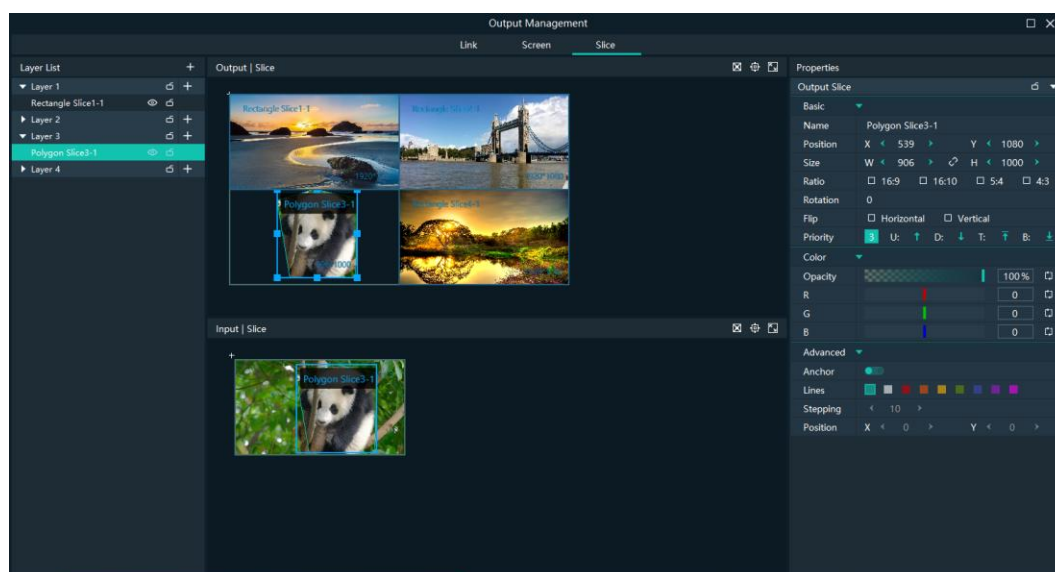 Output Management
Link Screen Slice
Layer List
Layer 1
Rectangle Slice1-1
Layer 2
Layer 3
Polygon Slice3-1
Layer 4
Output | Slice
Rectangle Slice1-1
Polygon Slice3-1
Rectangle Slice4-1
Input | Slice
Polygon Slice3-1
Properties
Output Slice
Basic
Name Polygon Slice3-1
Position X 539 Y 1080
Size W 906 H 1000
Ratio 16:9 16:10 5:4 4:3
Rotation 0
Flip Horizontal Vertical
Priority 3 U: D: T: B:
Color
Opacity 100%
R 0
G 0
B 0
Advanced
Anchor
Lines
Stepping 10
Position X 0 Y 0